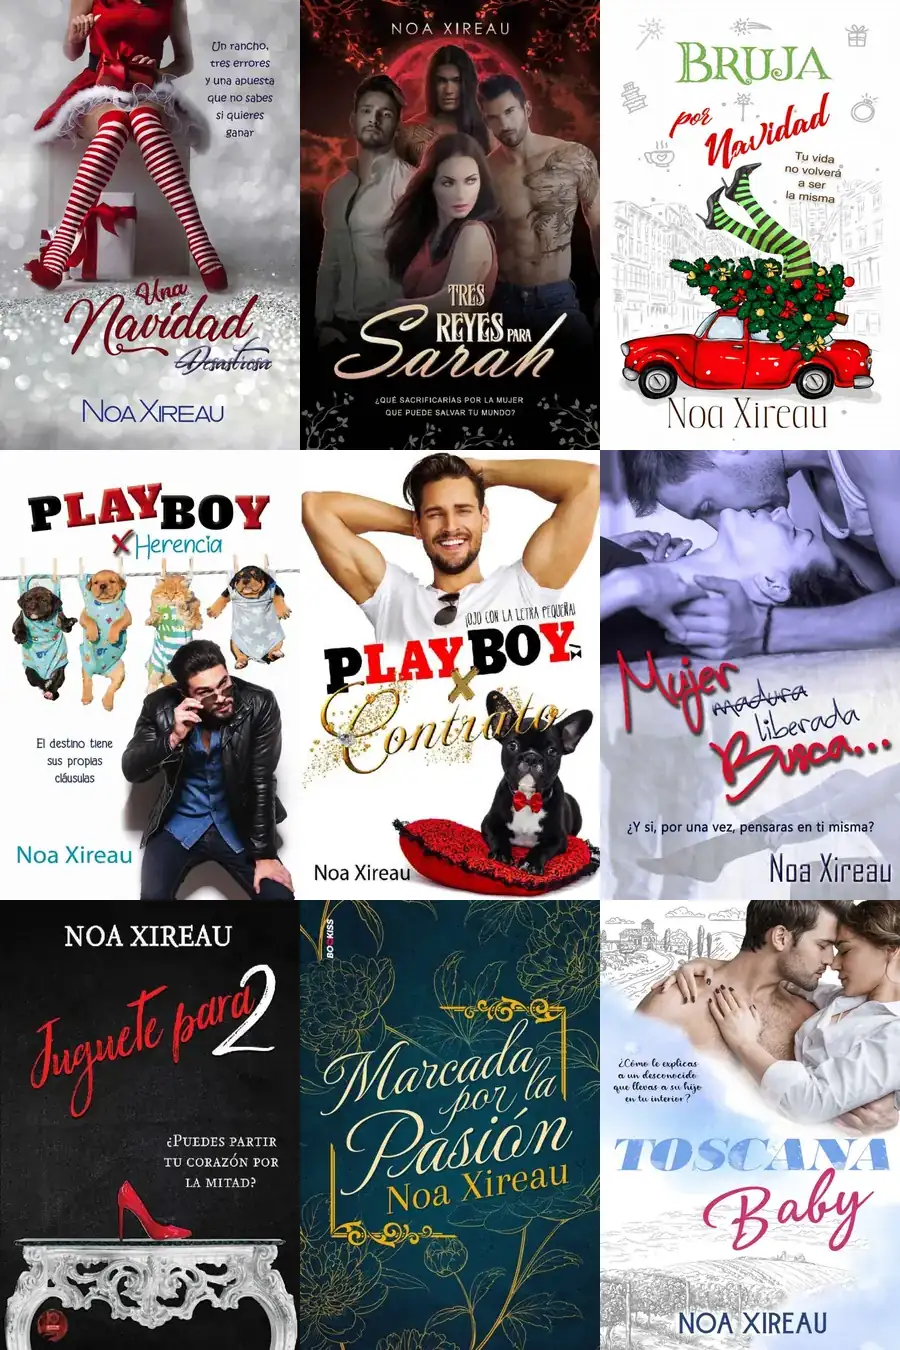 Un rancho,
tres errores
y una apuesta
que no sabes
si quieres
ganar
Una
Navidad
Desastrosa
NOA XIREAU
NOA XIREAU
TRES
REYES PARA
Sarah
¿QUÉ SACRIFICARÍAS POR LA MUJER
QUE PUEDE SALVAR TU MUNDO?
BRUJA
por
Navidad
Tu vida
no volverá
a ser
la misma
Noa Xireau
PLAYBOY
X Herencia
El destino tiene
sus propias
cláusulas
Noa Xireau
¡OJO CON LA LETRA PEQUEÑA!
PLAYBOY
X
Contrato
Noa Xireau
Mujer
madura
liberada
Busca...
¿Y si, por una vez, pensaras en ti misma?
Noa Xireau
NOA XIREAU
Juguete para 2
¿PUEDES PARTIR
TU CORAZÓN POR
LA MITAD?
BOOKISS
Marcada
por la
Pasión
Noa Xireau
¿Cómo le explicas
a un desconocido
que llevas a su hijo
en tu interior?
TOSCANA
Baby
NOA XIREAU